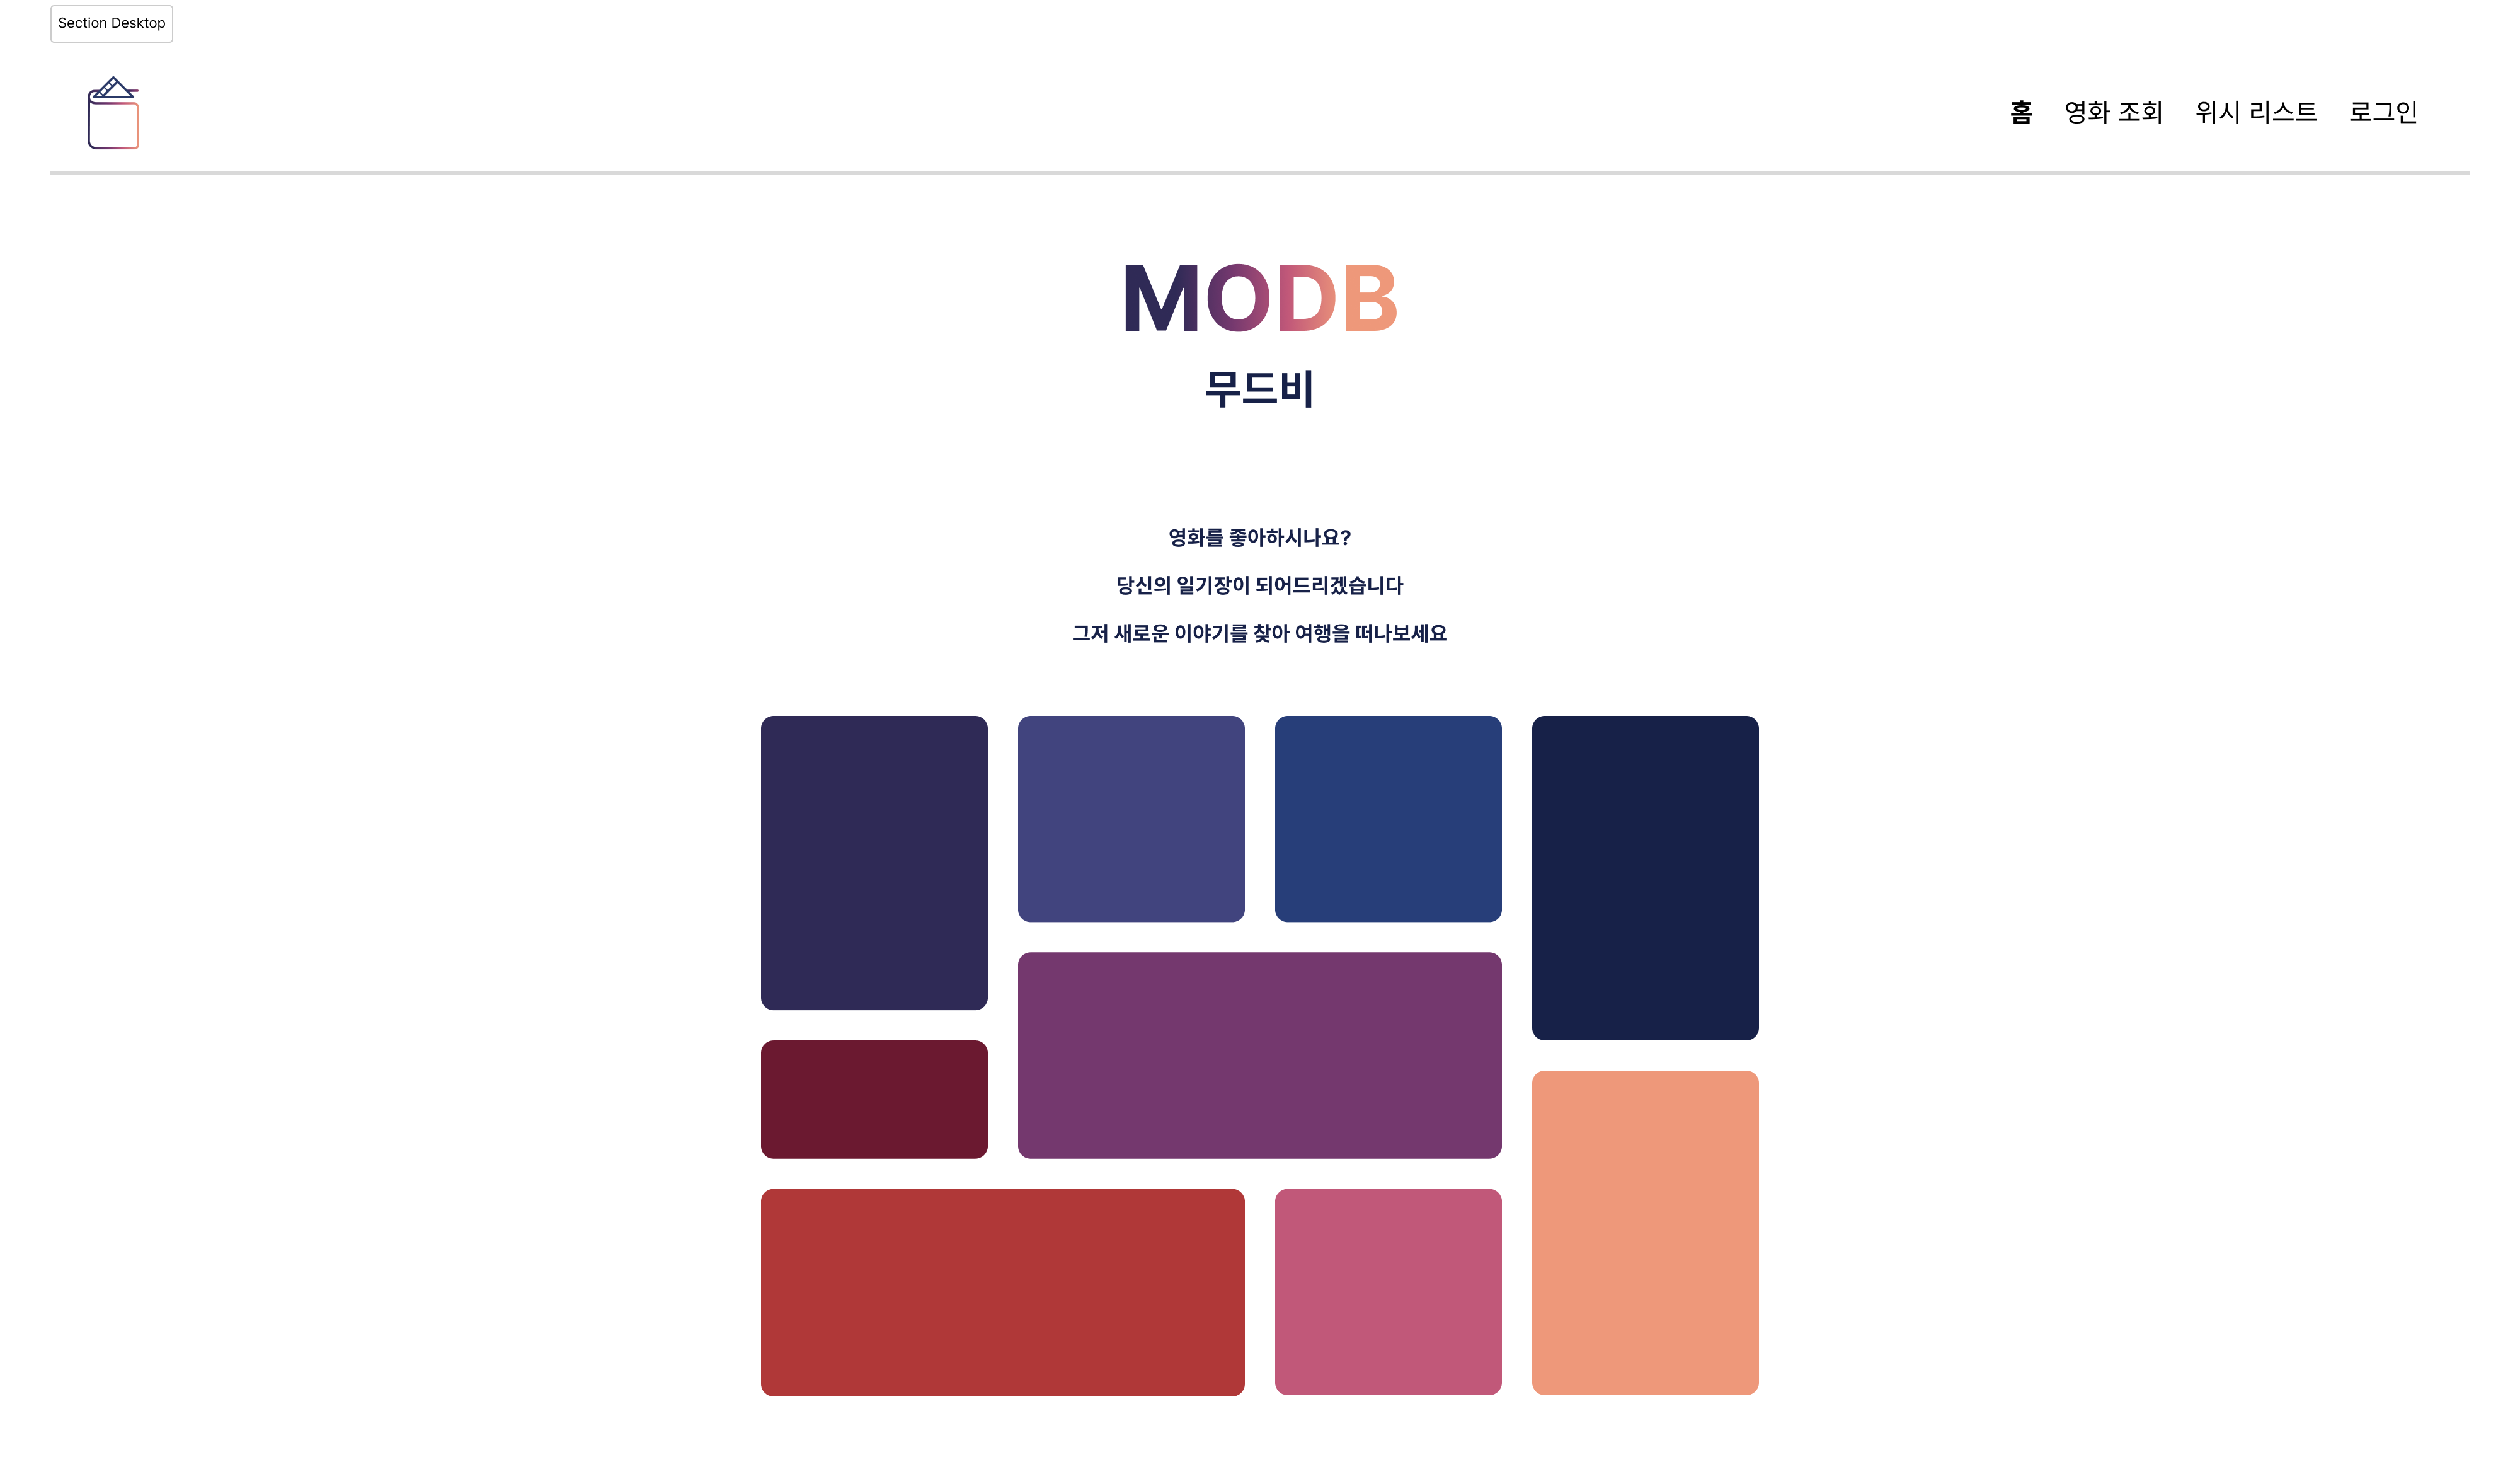 Section Desktop
홈 영화 조회 위시 리스트 로그인
MODB
무드비
영화를 좋아하시나요?
당신의 일기장이 되어드리겠습니다
그저 새로운 이야기를 찾아 여행을 떠나보세요